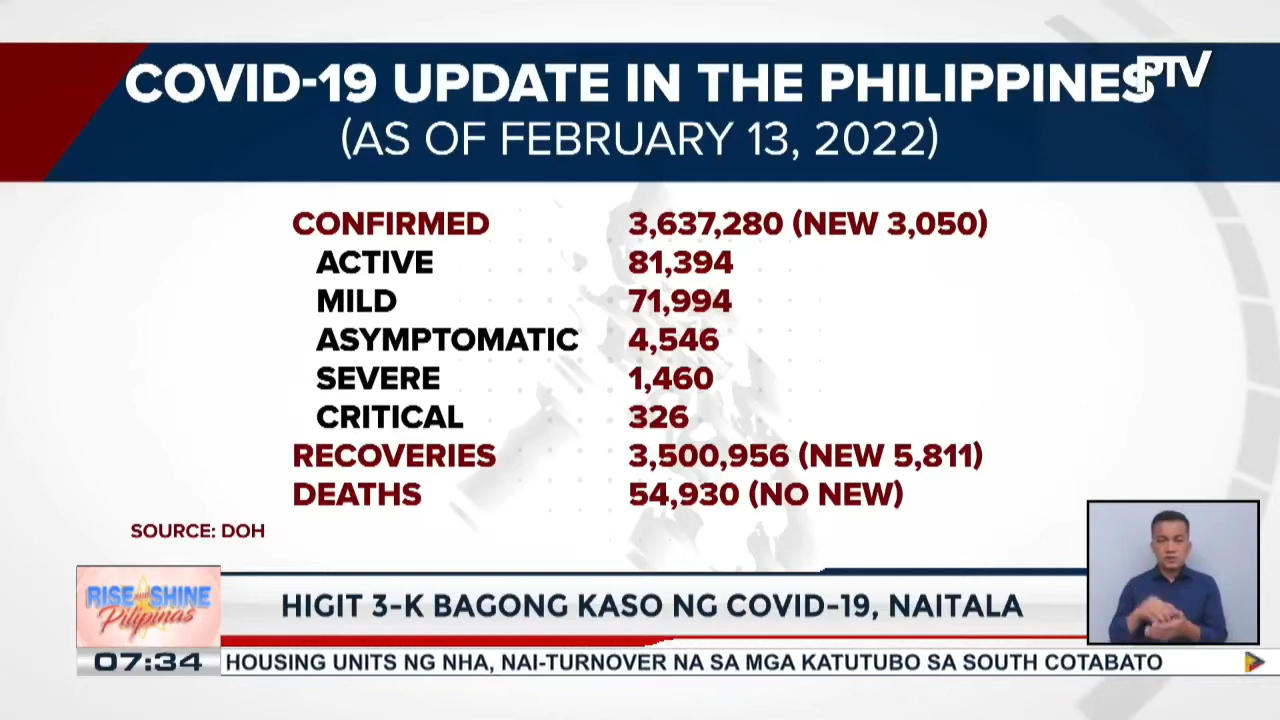 COVID-19 UPDATE IN THE PHILIPPINES
PTV
(AS OF FEBRUARY 13, 2022)
CONFIRMED 3,637,280 (NEW 3,050)
ACTIVE 81,394
MILD 71,994
ASYMPTOMATIC 4,546
SEVERE 1,460
CRITICAL 326
RECOVERIES 3,500,956 (NEW 5,811)
DEATHS 54,930 (NO NEW)
SOURCE: DOH
RISE AND SHINE
Pilipinas
HIGIT 3-K BAGONG KASO NG COVID-19, NAITALA
07:34 HOUSING UNITS NG NHA, NAI-TURNOVER NA SA MGA KATUTUBO SA SOUTH COTABATO